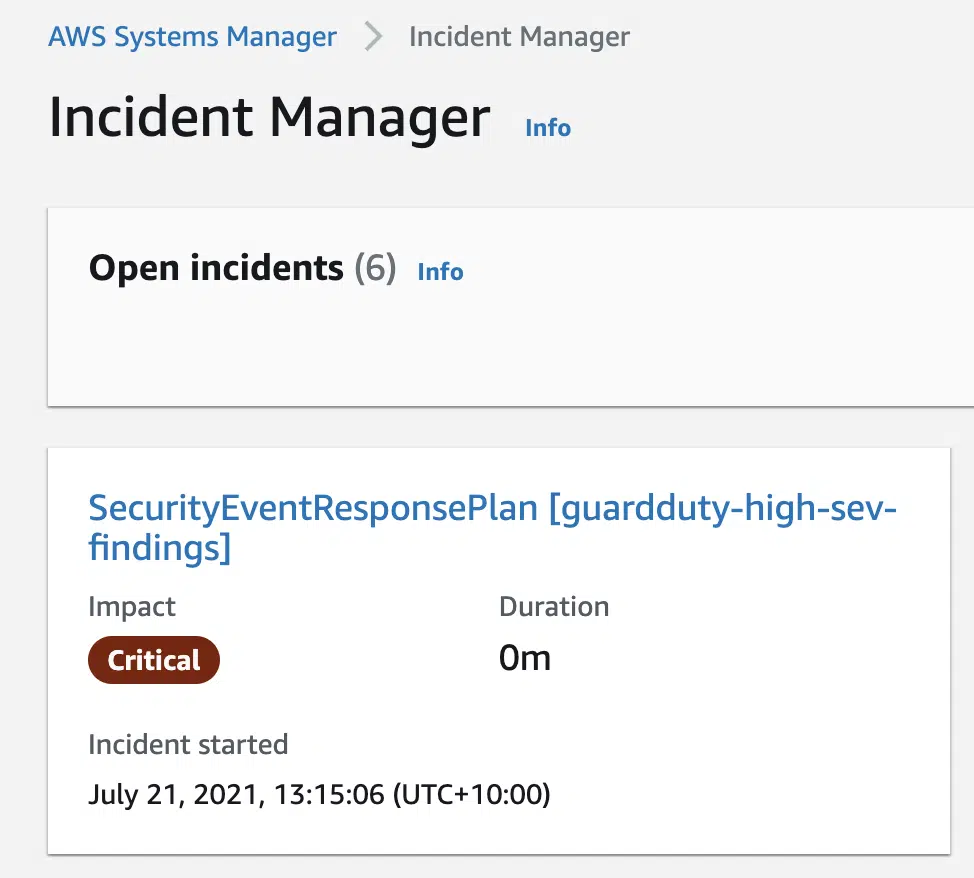 AWS Systems Manager > Incident Manager
Incident Manager Info
Open incidents (6) Info
SecurityEventResponsePlan [guardduty-high-sev-
findings]
Impact Duration
Critical 0m
Incident started
July 21, 2021, 13:15:06 (UTC+10:00)